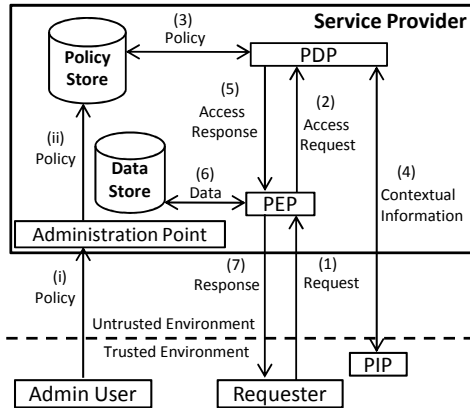 Service Provider
(3)
Policy
PDP
Policy
Store
(5)
Access
Response
(2)
Access
Request
(ii)
Policy
Data
Store
(6)
Data
(4)
Contextual
Information
PEP
Administration Point
(i)
Policy
(7)
Response
(1)
Request
Untrusted Environment
Trusted Environment
PIP
Admin User
Requester